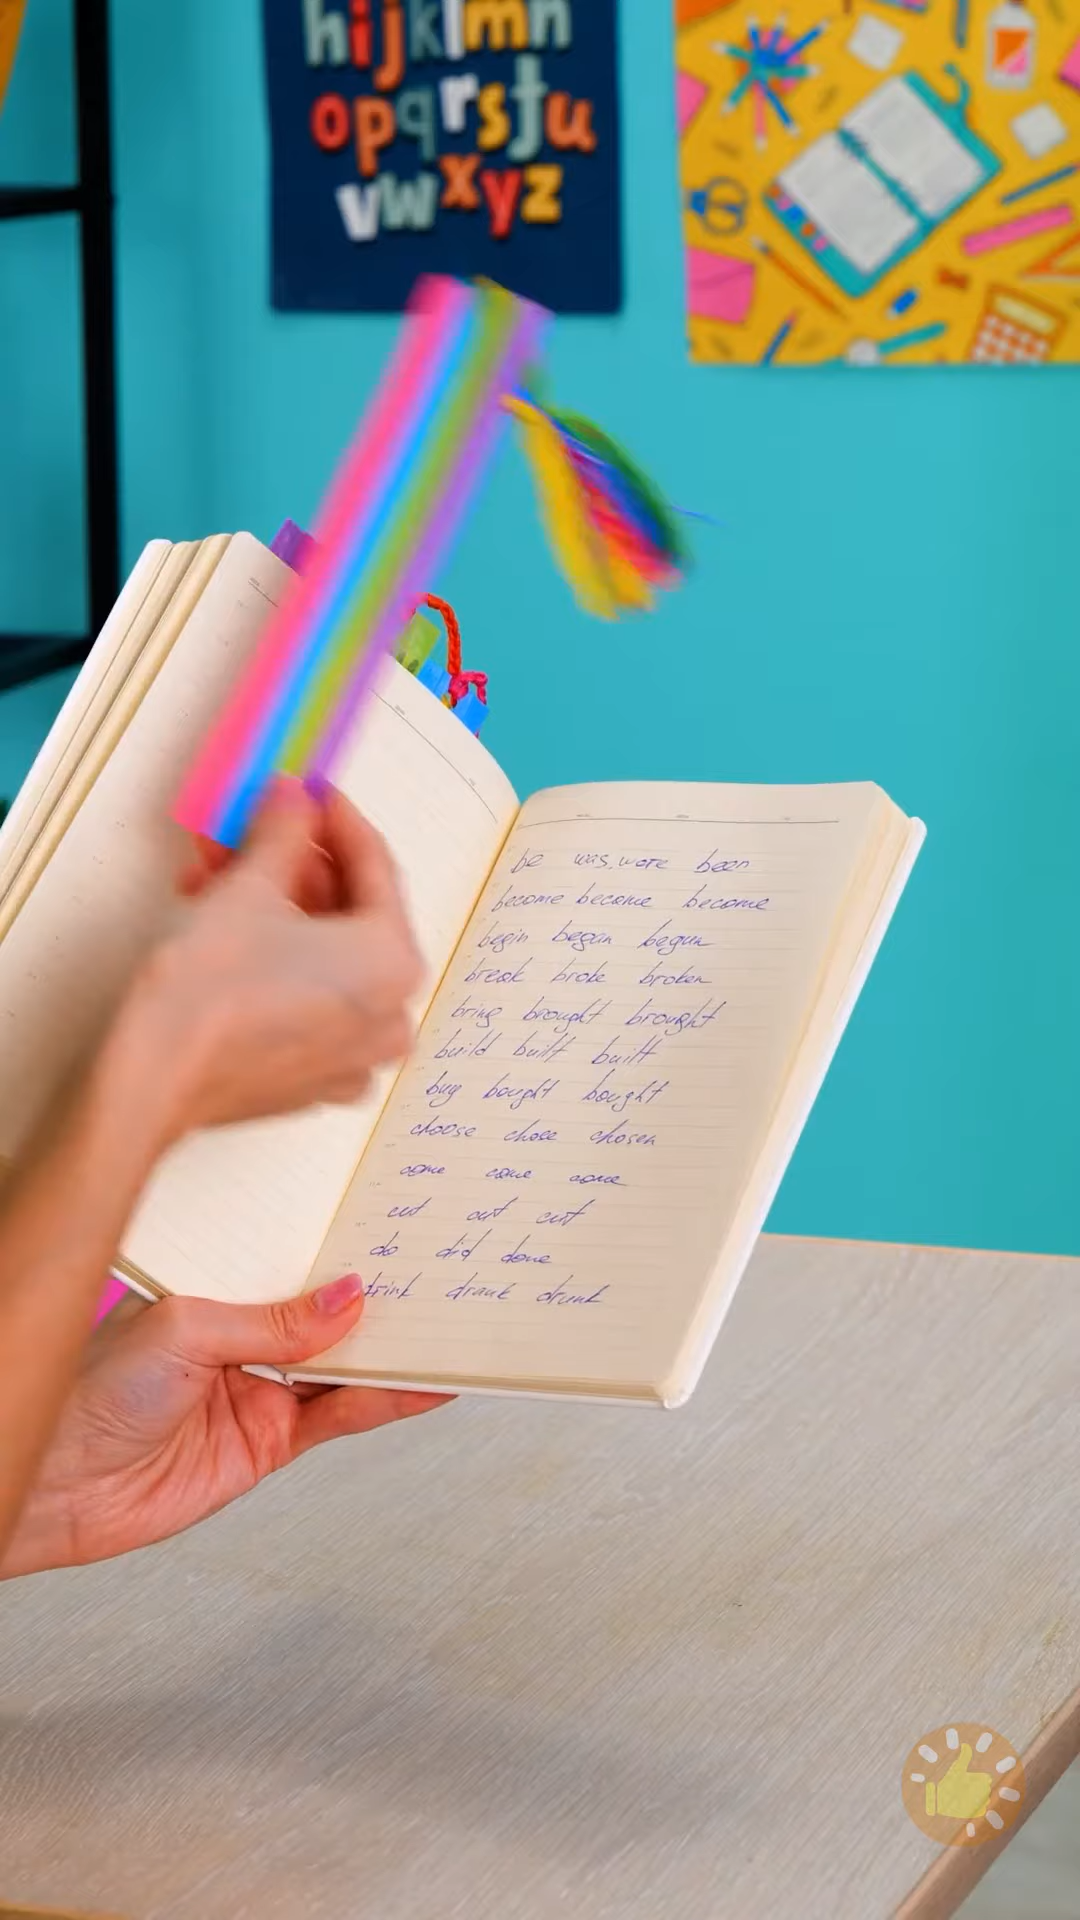 hijklmn
opqrstu
vwxyz
be was, were been
become became become
begin began begun
break broke broken
bring brought brought
build built built
buy bought bought
choose chose chosen
come came come
cut cut cut
do did done
drink drank drunk